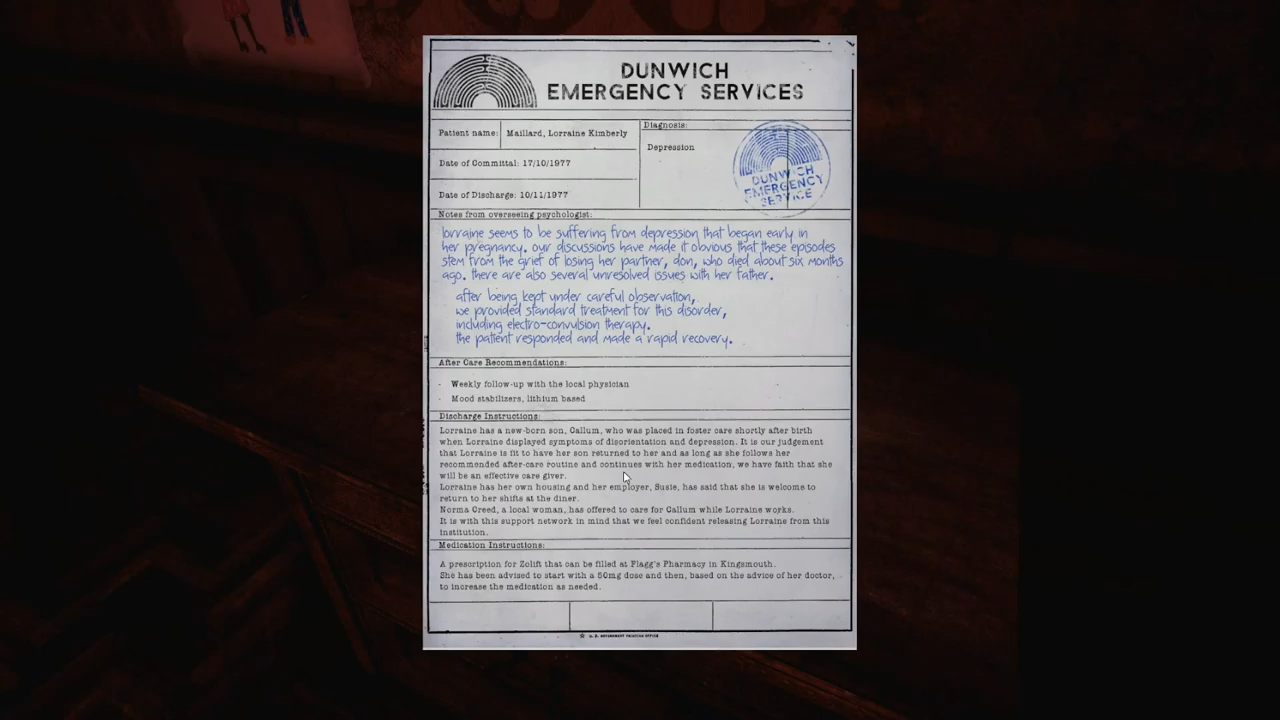 DUNWICH
EMERGENCY SERVICES
Patient name:
Maillard, Lorraine Kimberly
Date of Committal: 17/10/1977
Date of Discharge: 10/11/1977
Diagnosis:
Depression
DUNWICH
EMERGENCY
SERVICE
Notes from overseeing psychologist:
lorraine seems to be suffering from depression that began early in
her pregnancy. our discussions have made it obvious that these episodes
stem from the grief of losing her partner, don, who died about six months
ago. there are also several unresolved issues with her father.
after being kept under careful observation,
we provided standard treatment for this disorder,
including electro-convulsion therapy.
the patient responded and made a rapid recovery.
After Care Recommendations:
- Weekly follow-up with the local physician
- Mood stabilizers, lithium based
Discharge Instructions:
Lorraine has a new-born son, Callum, who was placed in foster care shortly after birth
when Lorraine displayed symptoms of disorientation and depression. It is our judgement
that Lorraine is fit to have her son returned to her and as long as she follows her
recommended after-care routine and continues with her medication, we have faith that she
will be an effective care giver.
Lorraine has her own housing and her employer, Susie, has said that she is welcome to
return to her shifts at the diner.
Norma Creed, a local woman, has offered to care for Callum while Lorraine works.
It is with this support network in mind that we feel confident releasing Lorraine from this
institution.
Medication Instructions:
A prescription for Zolift that can be filled at Flagg's Pharmacy in Kingsmouth.
She has been advised to start with a 50mg dose and then, based on the advice of her doctor,
to increase the medication as needed.
☆ U. S. GOVERNMENT PRINTING OFFICE